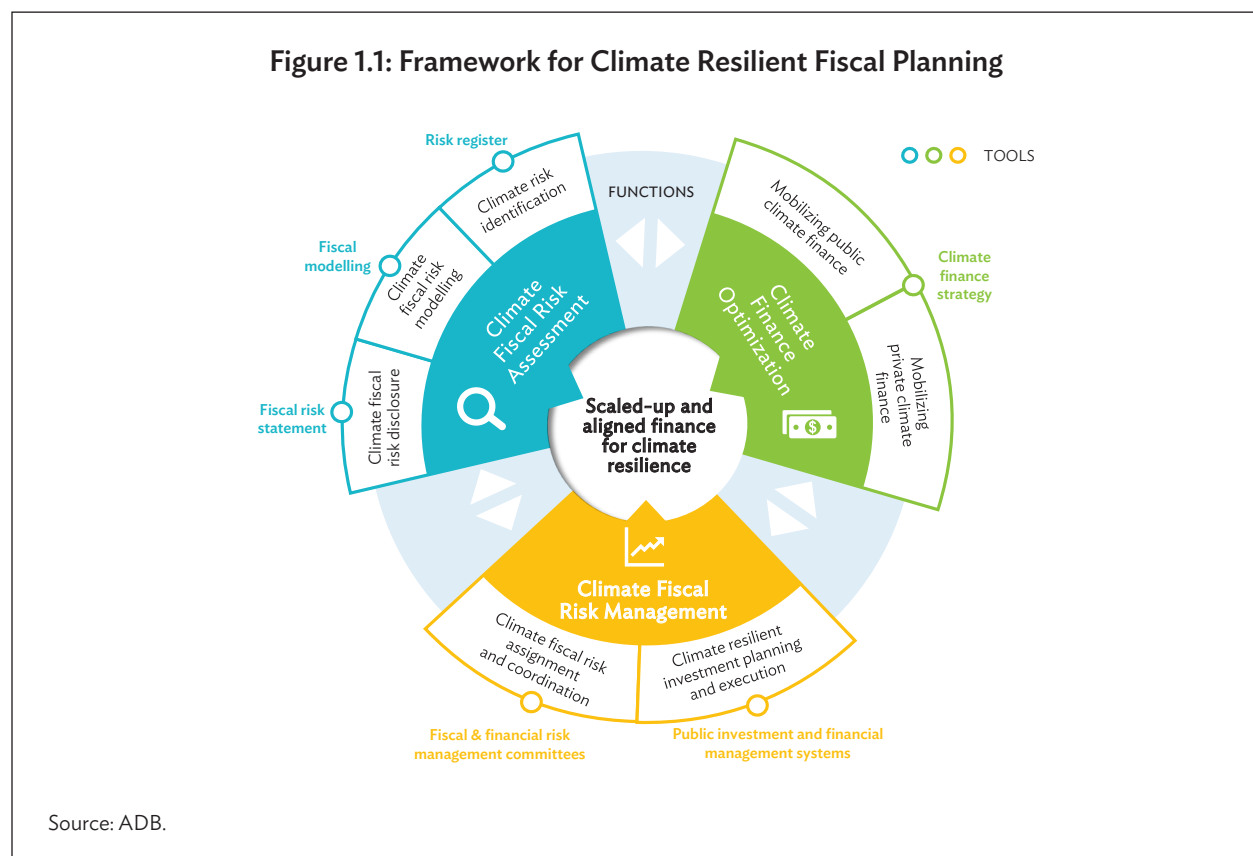 Figure 1.1: Framework for Climate Resilient Fiscal Planning
Risk register
TOOLS
FUNCTIONS
Climate risk
identification
Fiscal
modelling
Climate
fiscal risk
modelling
Fiscal risk
statement
Climate fiscal
risk disclosure
Climate
Fiscal Risk
Assessment
Mobilizing public
climate finance
Climate
finance
strategy
Mobilizing
private climate
finance
Climate
Finance
Optimization
$
Scaled-up and
aligned finance
for climate
resilience
Climate Fiscal
Risk Management
Climate fiscal risk
assignment
and coordination
Climate resilient
investment planning
and execution
Fiscal & financial risk
management committees
Public investment and financial
management systems
Source: ADB.